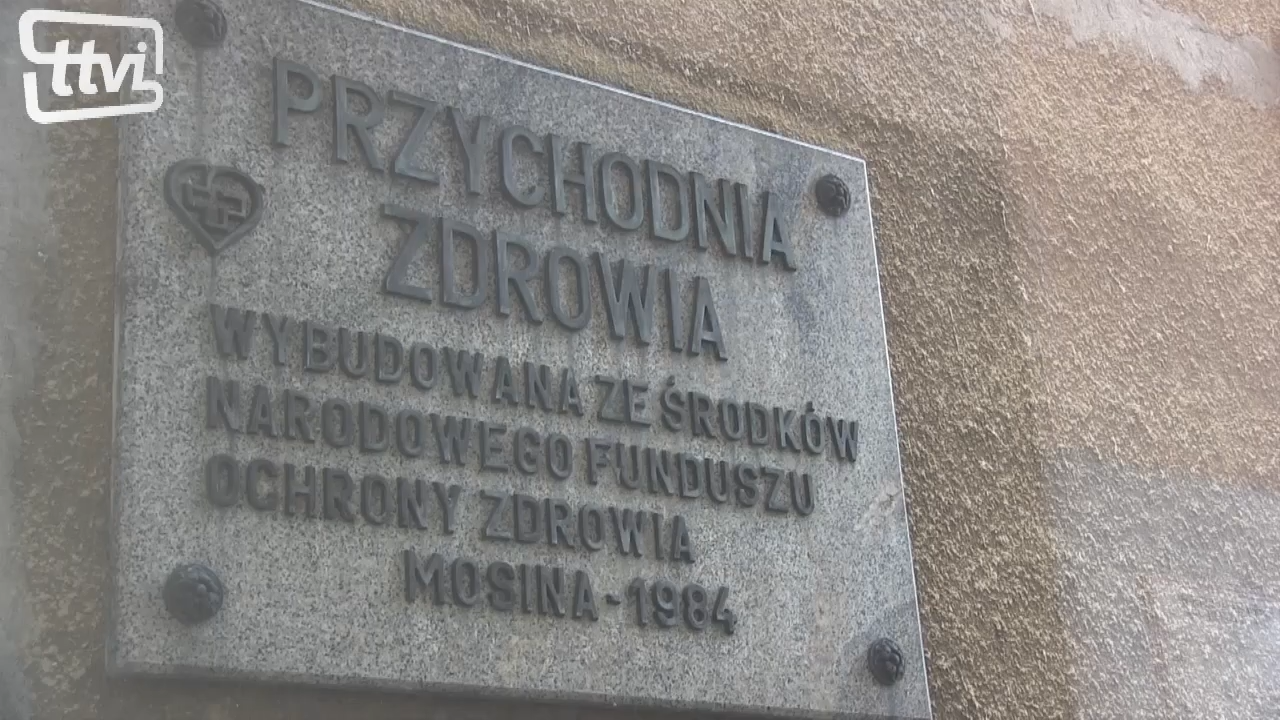 ttvi
PRZYCHODNIA
ZDROWIA
WYBUDOWANA ZE ŚRODKÓW
NARODOWEGO FUNDUSZU
OCHRONY ZDROWIA
MOSINA - 1984